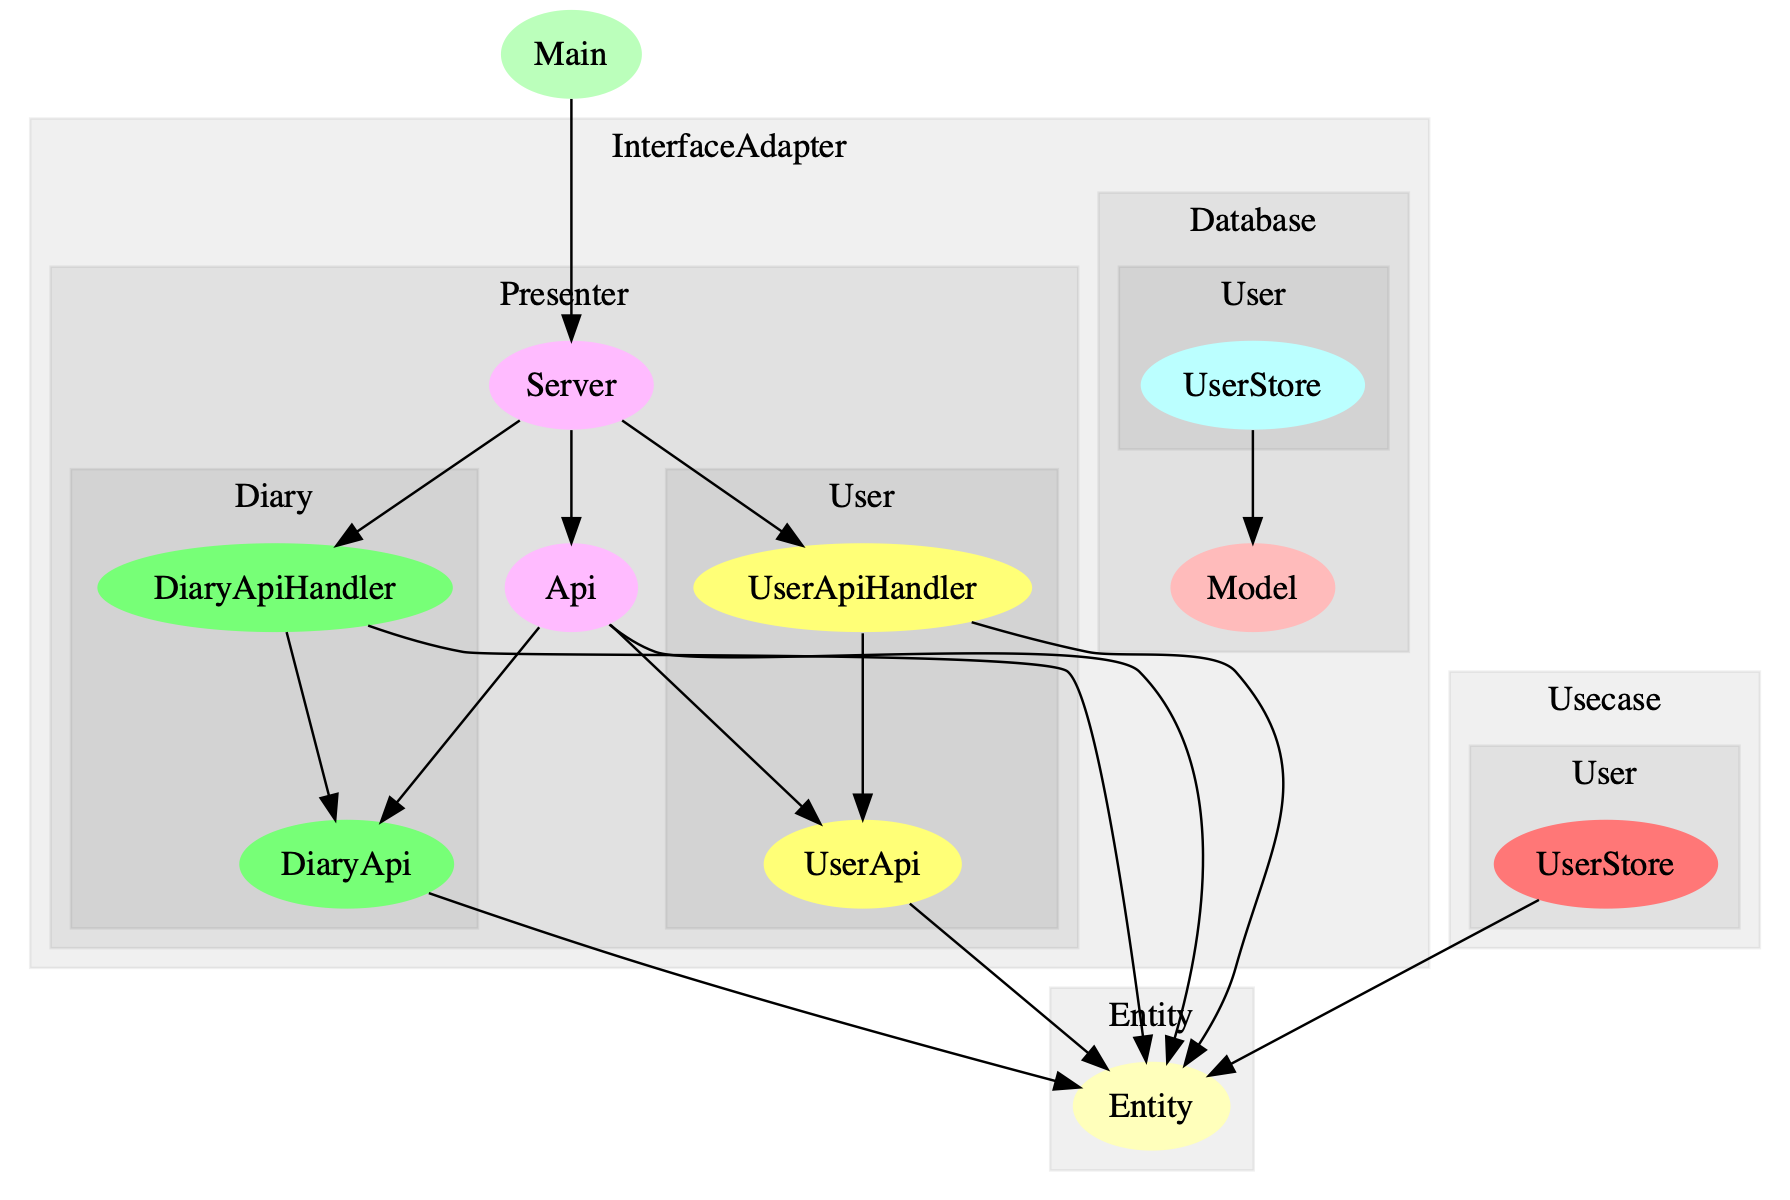 Main
InterfaceAdapter
Database
User
Presenter
UserStore
Server
Diary
User
DiaryApiHandler
Api
UserApiHandler
Model
Usecase
User
DiaryApi
UserApi
UserStore
Entity
Entity